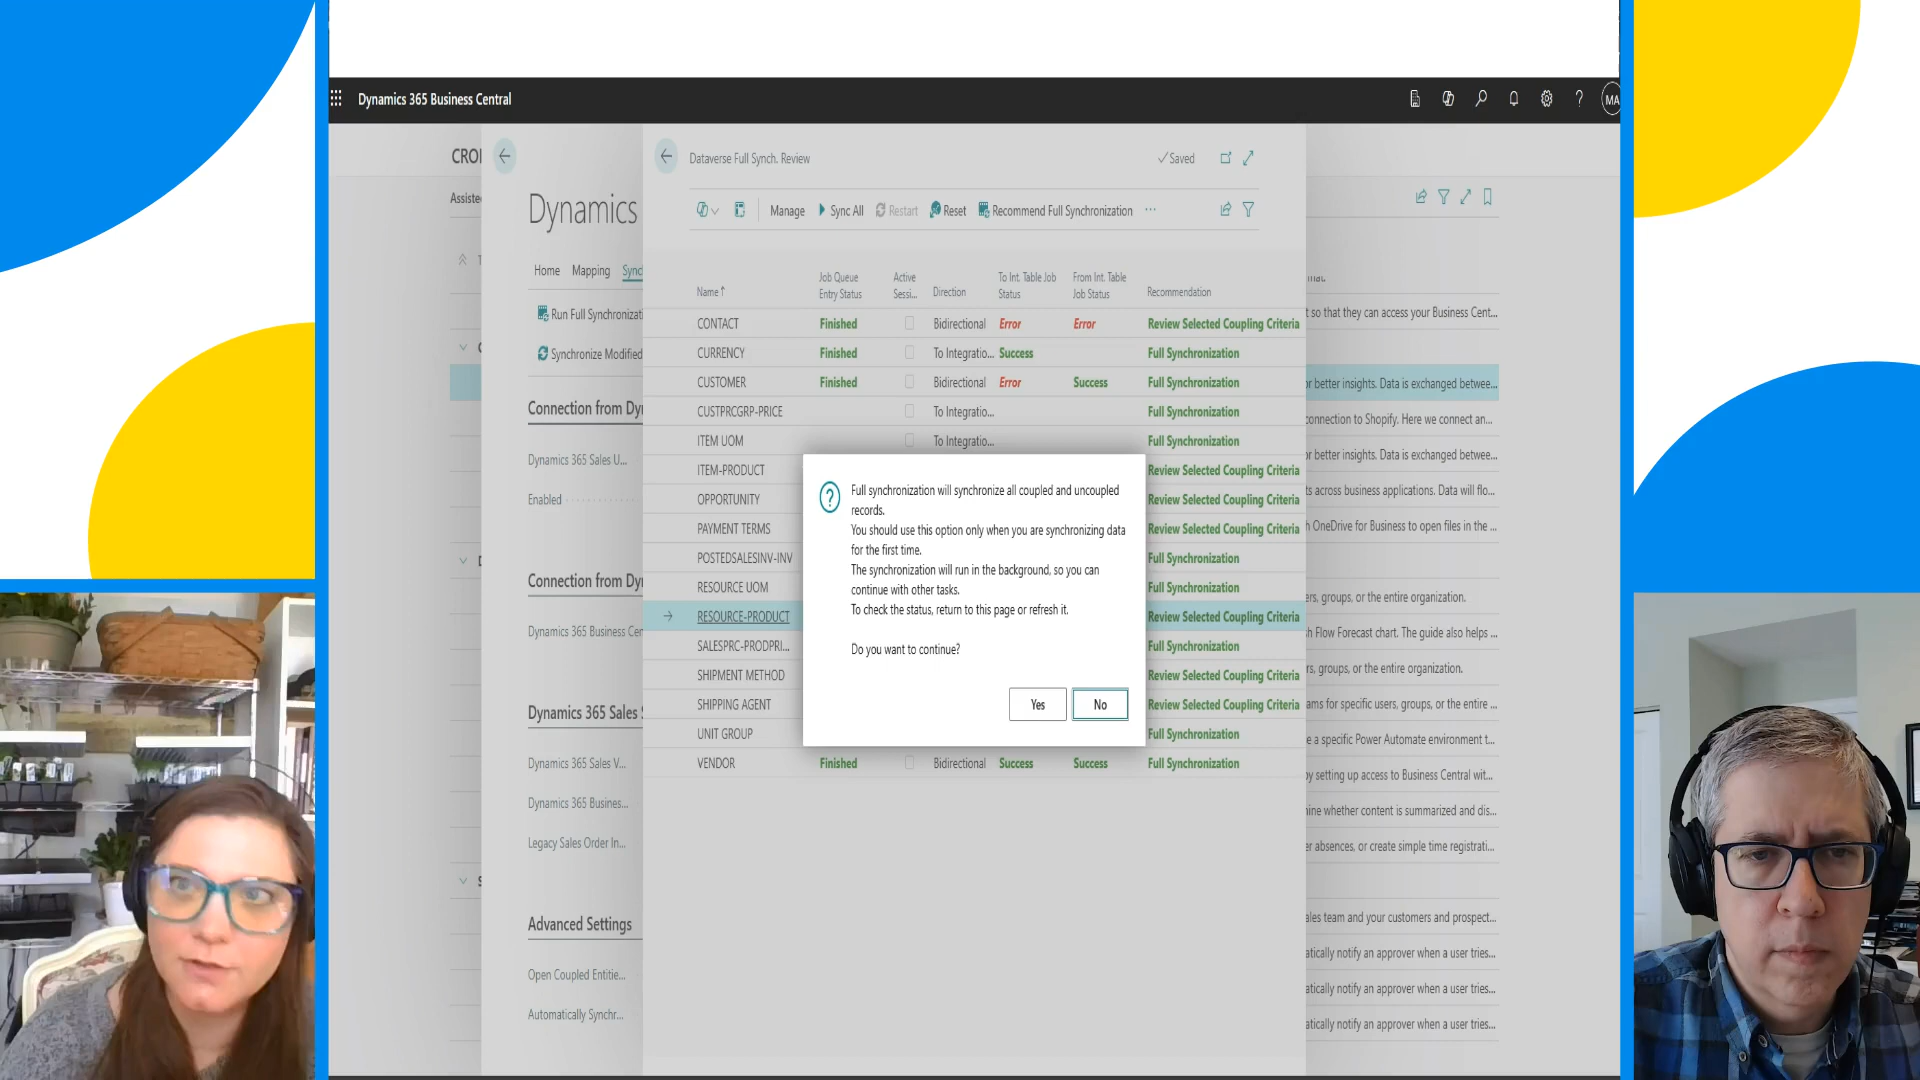 Dynamics 365 Business Central
MA
Assiste
Dynamics
Home Mapping
Run Full Synchronizati
Synchronize Modified
Connection from Dy
Dynamics 365 Sales U...
Enabled
Connection from Dy
Dynamics 365 Business Cen
Dynamics 365 Sales S
Dynamics 365 Sales V...
Dynamics 365 Busines...
Legacy Sales Order In...
Advanced Settings
Open Coupled Entitie...
Automatically Synchr...
Dataverse Full Synch. Review
Saved
Manage Sync All Restart Reset Recommend Full Synchronization ...
Name ↑ Job Queue Entry Status Active Sessi... Direction To Int. Table Job Status From Int. Table Job Status Recommendation
CONTACT Finished Bidirectional Error Error Review Selected Coupling Criteria
CURRENCY Finished To Integratio... Success Full Synchronization
CUSTOMER Finished Bidirectional Error Success Full Synchronization
CUSTPRCGRP-PRICE To Integratio... Full Synchronization
ITEM UOM To Integratio... Full Synchronization
ITEM-PRODUCT Review Selected Coupling Criteria
OPPORTUNITY Review Selected Coupling Criteria
PAYMENT TERMS Review Selected Coupling Criteria
POSTEDSALESINV-INV Full Synchronization
RESOURCE UOM Full Synchronization
RESOURCE-PRODUCT Review Selected Coupling Criteria
SALESPRC-PRODPRI... Full Synchronization
SHIPMENT METHOD Review Selected Coupling Criteria
SHIPPING AGENT Review Selected Coupling Criteria
UNIT GROUP Full Synchronization
VENDOR Finished Bidirectional Success Success Full Synchronization
Full synchronization will synchronize all coupled and uncoupled
records.
You should use this option only when you are synchronizing data
for the first time.
The synchronization will run in the background, so you can
continue with other tasks.
To check the status, return to this page or refresh it.
Do you want to continue?
Yes No
t so that they can access your Business Cent...
or better insights. Data is exchanged betwee...
connection to Shopify. Here we connect an...
or better insights. Data is exchanged betwee...
ts across business applications. Data will flo...
h OneDrive for Business to open files in the ...
ers, groups, or the entire organization.
h Flow Forecast chart. The guide also helps ...
rs, groups, or the entire organization.
ams for specific users, groups, or the entire ...
e a specific Power Automate environment t...
by setting up access to Business Central wit...
ine whether content is summarized and dis...
er absences, or create simple time registrati...
ales team and your customers and prospect...
atically notify an approver when a user tries...
atically notify an approver when a user tries...
atically notify an approver when a user tries...